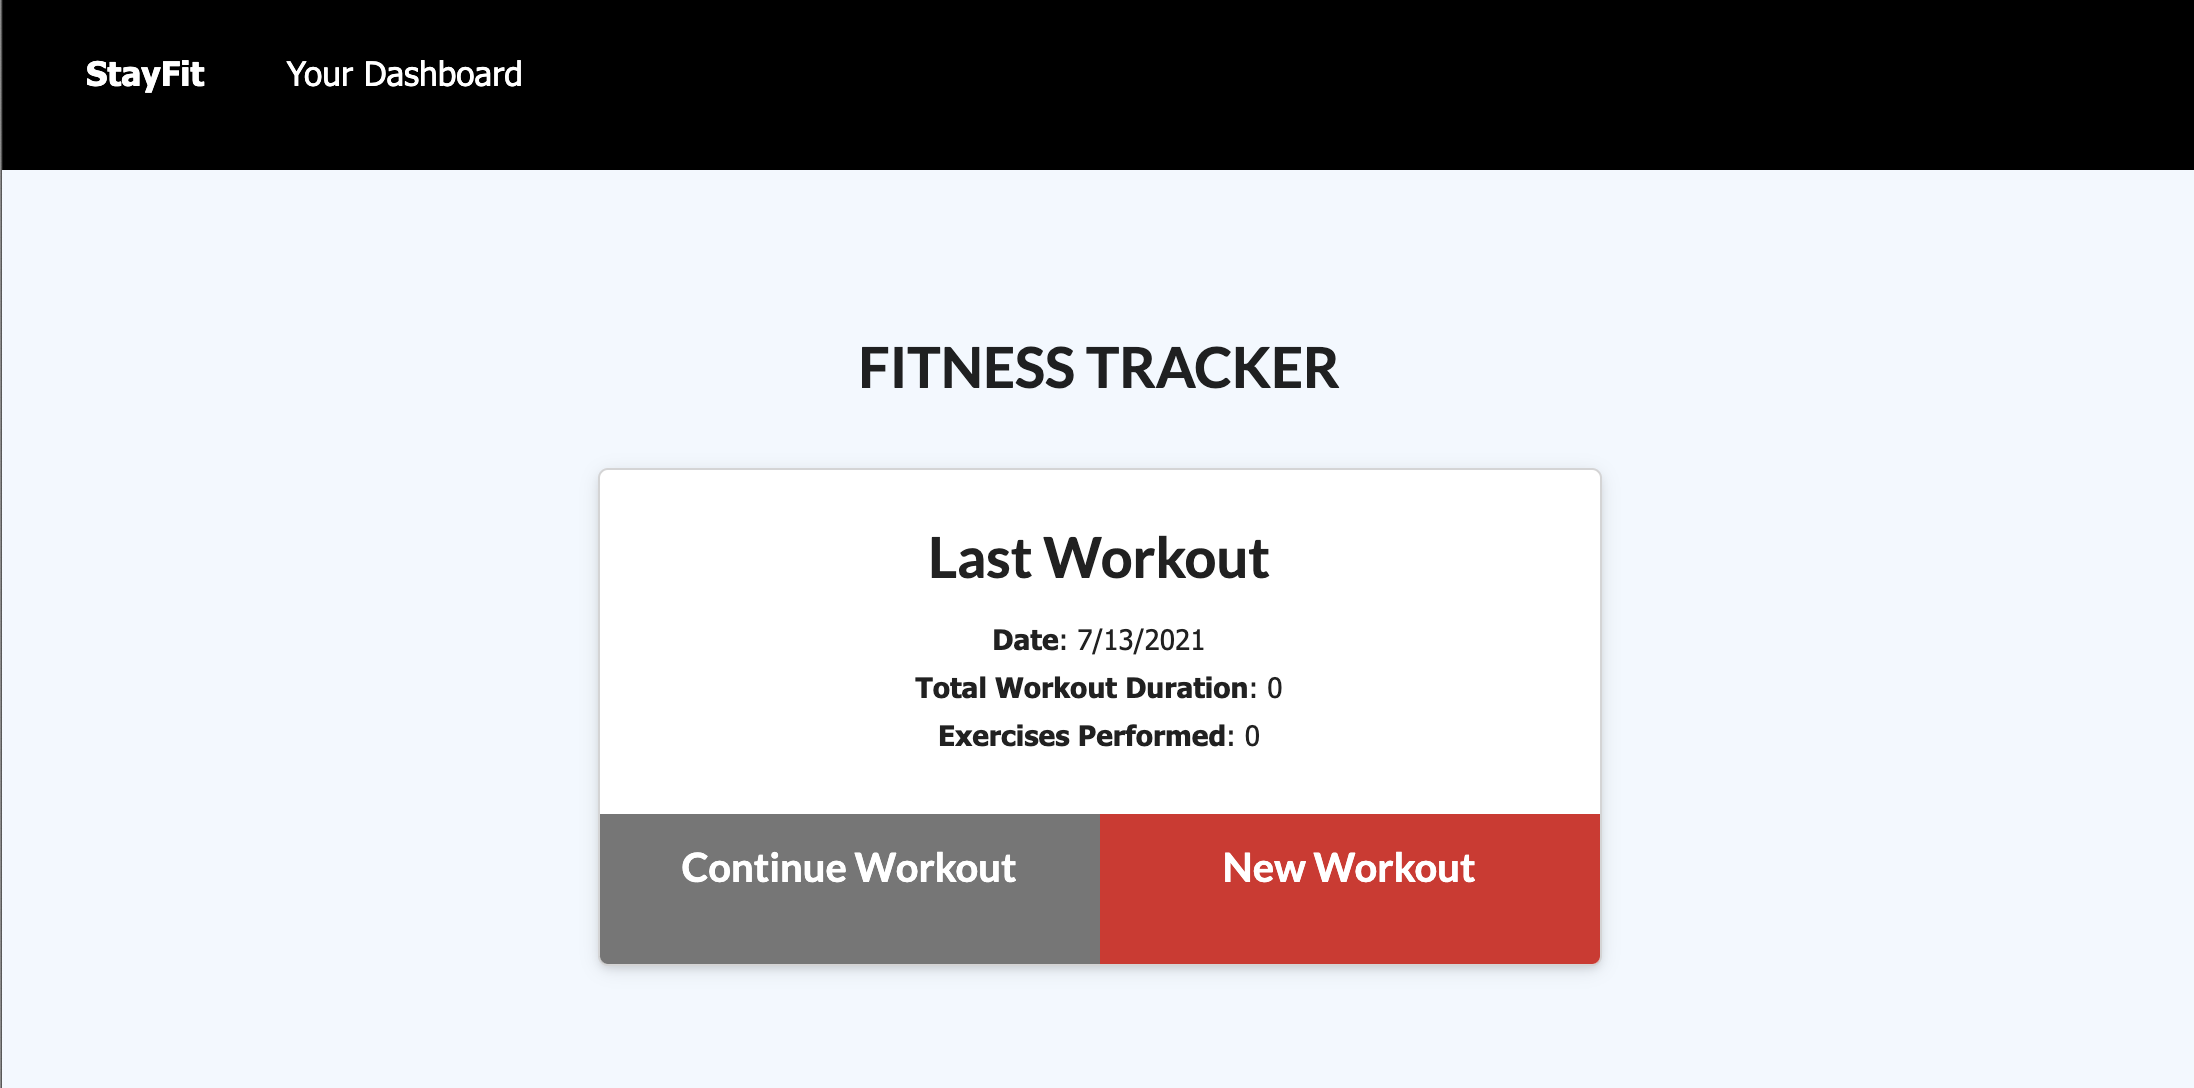 StayFit Your Dashboard
FITNESS TRACKER
Last Workout
Date: 7/13/2021
Total Workout Duration: 0
Exercises Performed: 0
Continue Workout New Workout